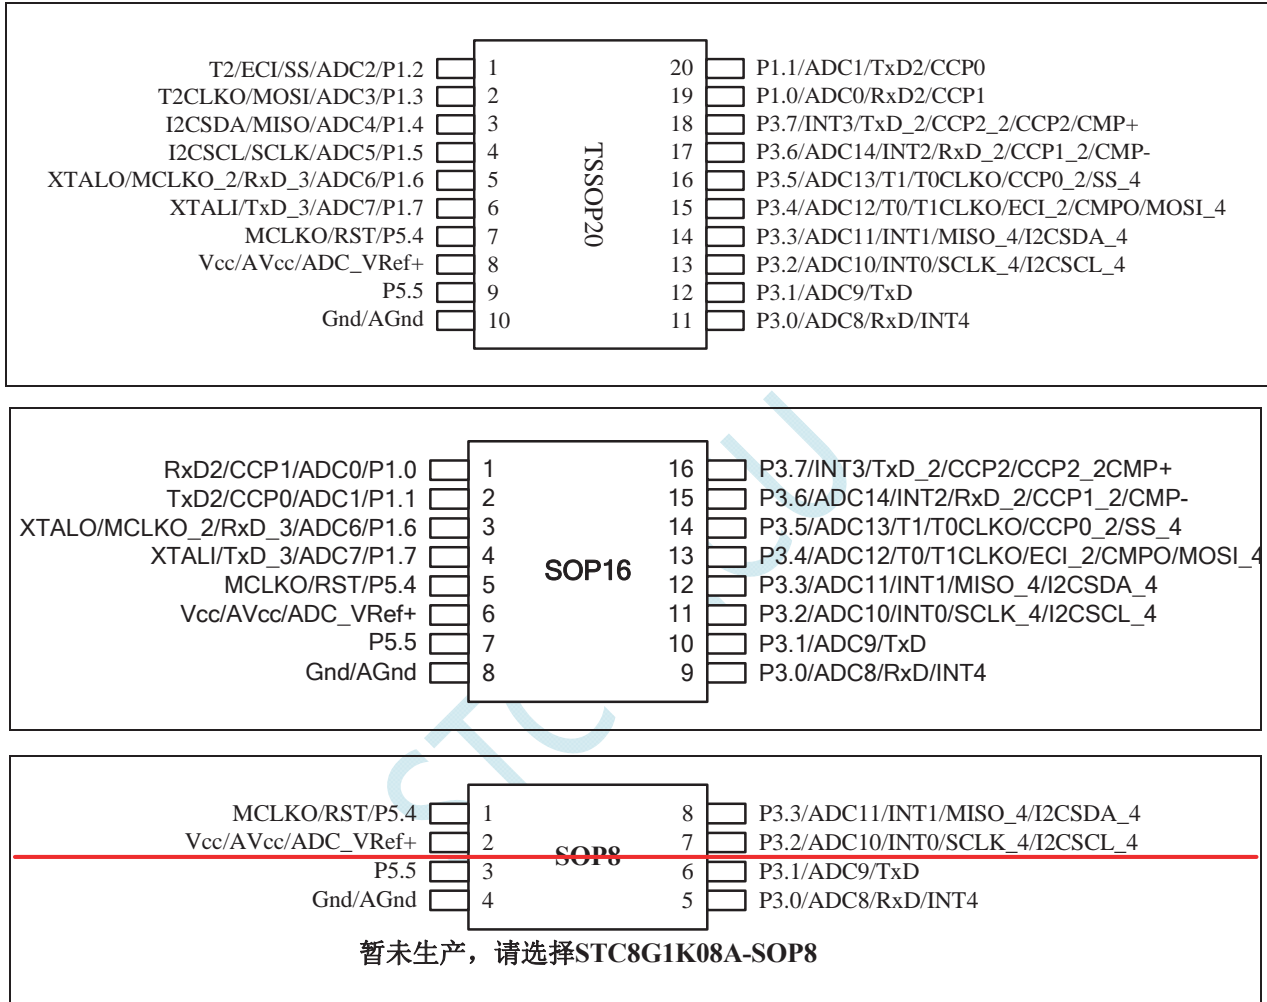 T2/ECI/SS/ADC2/P1.2 1 20 P1.1/ADC1/TxD2/CCP0
T2CLKO/MOSI/ADC3/P1.3 2 19 P1.0/ADC0/RxD2/CCP1
I2CSDA/MISO/ADC4/P1.4 3 18 P3.7/INT3/TxD_2/CCP2_2/CCP2/CMP+
I2CSCL/SCLK/ADC5/P1.5 4 17 P3.6/ADC14/INT2/RxD_2/CCP1_2/CMP-
XTALO/MCLKO_2/RxD_3/ADC6/P1.6 5 16 P3.5/ADC13/T1/T0CLKO/CCP0_2/SS_4
XTALI/TxD_3/ADC7/P1.7 6 15 P3.4/ADC12/T0/T1CLKO/ECI_2/CMPO/MOSI_4
MCLKO/RST/P5.4 7 14 P3.3/ADC11/INT1/MISO_4/I2CSDA_4
Vcc/AVcc/ADC_VRef+ 8 13 P3.2/ADC10/INT0/SCLK_4/I2CSCL_4
P5.5 9 12 P3.1/ADC9/TxD
Gnd/AGnd 10 11 P3.0/ADC8/RxD/INT4
TSSOP20
RxD2/CCP1/ADC0/P1.0 1 16 P3.7/INT3/TxD_2/CCP2/CCP2_2CMP+
TxD2/CCP0/ADC1/P1.1 2 15 P3.6/ADC14/INT2/RxD_2/CCP1_2/CMP-
XTALO/MCLKO_2/RxD_3/ADC6/P1.6 3 14 P3.5/ADC13/T1/T0CLKO/CCP0_2/SS_4
XTALI/TxD_3/ADC7/P1.7 4 13 P3.4/ADC12/T0/T1CLKO/ECI_2/CMPO/MOSI_4
SOP16
MCLKO/RST/P5.4 5 12 P3.3/ADC11/INT1/MISO_4/I2CSDA_4
Vcc/AVcc/ADC_VRef+ 6 11 P3.2/ADC10/INT0/SCLK_4/I2CSCL_4
P5.5 7 10 P3.1/ADC9/TxD
Gnd/AGnd 8 9 P3.0/ADC8/RxD/INT4
MCLKO/RST/P5.4 1 8 P3.3/ADC11/INT1/MISO_4/I2CSDA_4
Vcc/AVcc/ADC_VRef+ 2 7 P3.2/ADC10/INT0/SCLK_4/I2CSCL_4
SOP8
P5.5 3 6 P3.1/ADC9/TxD
Gnd/AGnd 4 5 P3.0/ADC8/RxD/INT4
暂未生产，请选择STC8G1K08A-SOP8